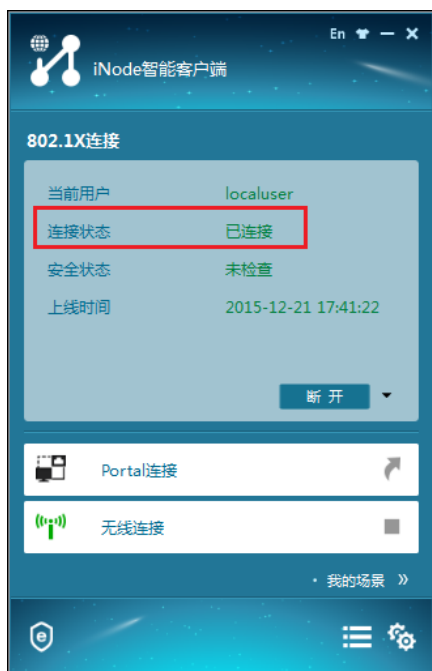 En
iNode智能客户端
802.1X连接
当前用户 localuser
连接状态 已连接
安全状态 未检查
上线时间 2015-12-21 17:41:22
断开
Portal连接
无线连接
· 我的场景 »